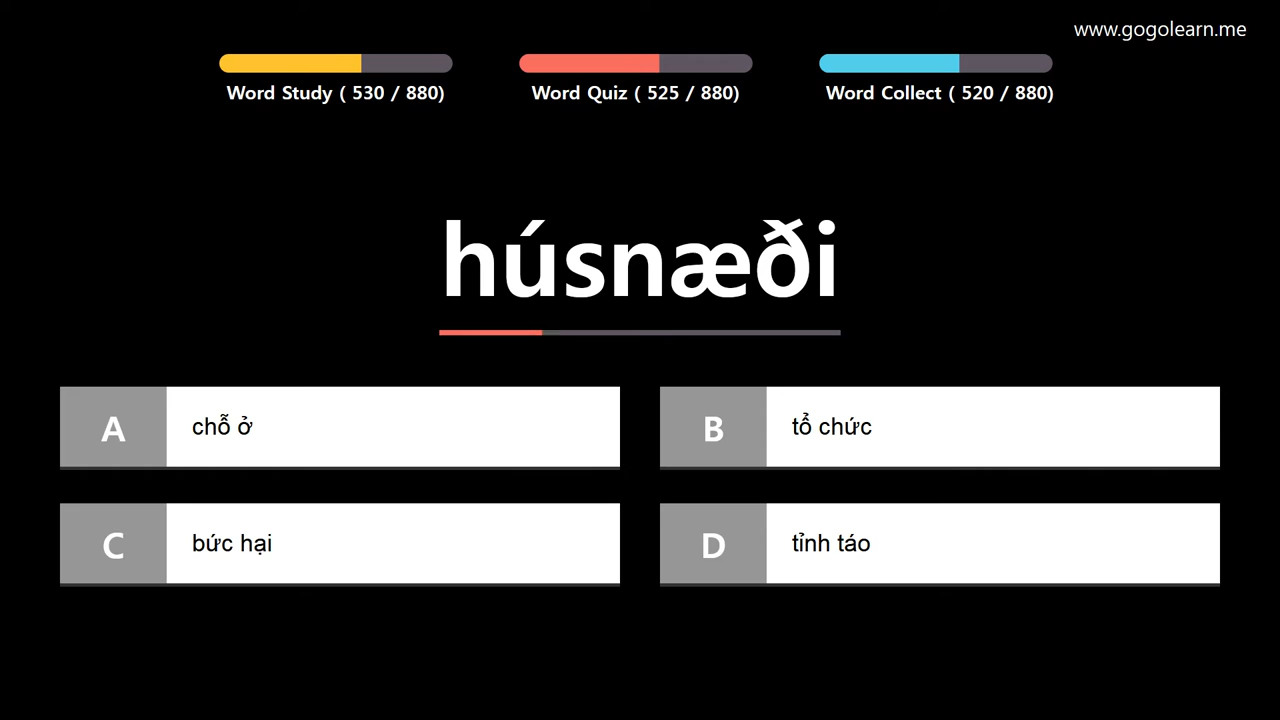 www.gogolearn.me
Word Study ( 530 / 880)
Word Quiz ( 525 / 880)
Word Collect ( 520 / 880)
húsnæði
A chỗ ở
B tổ chức
C bức hại
D tỉnh táo